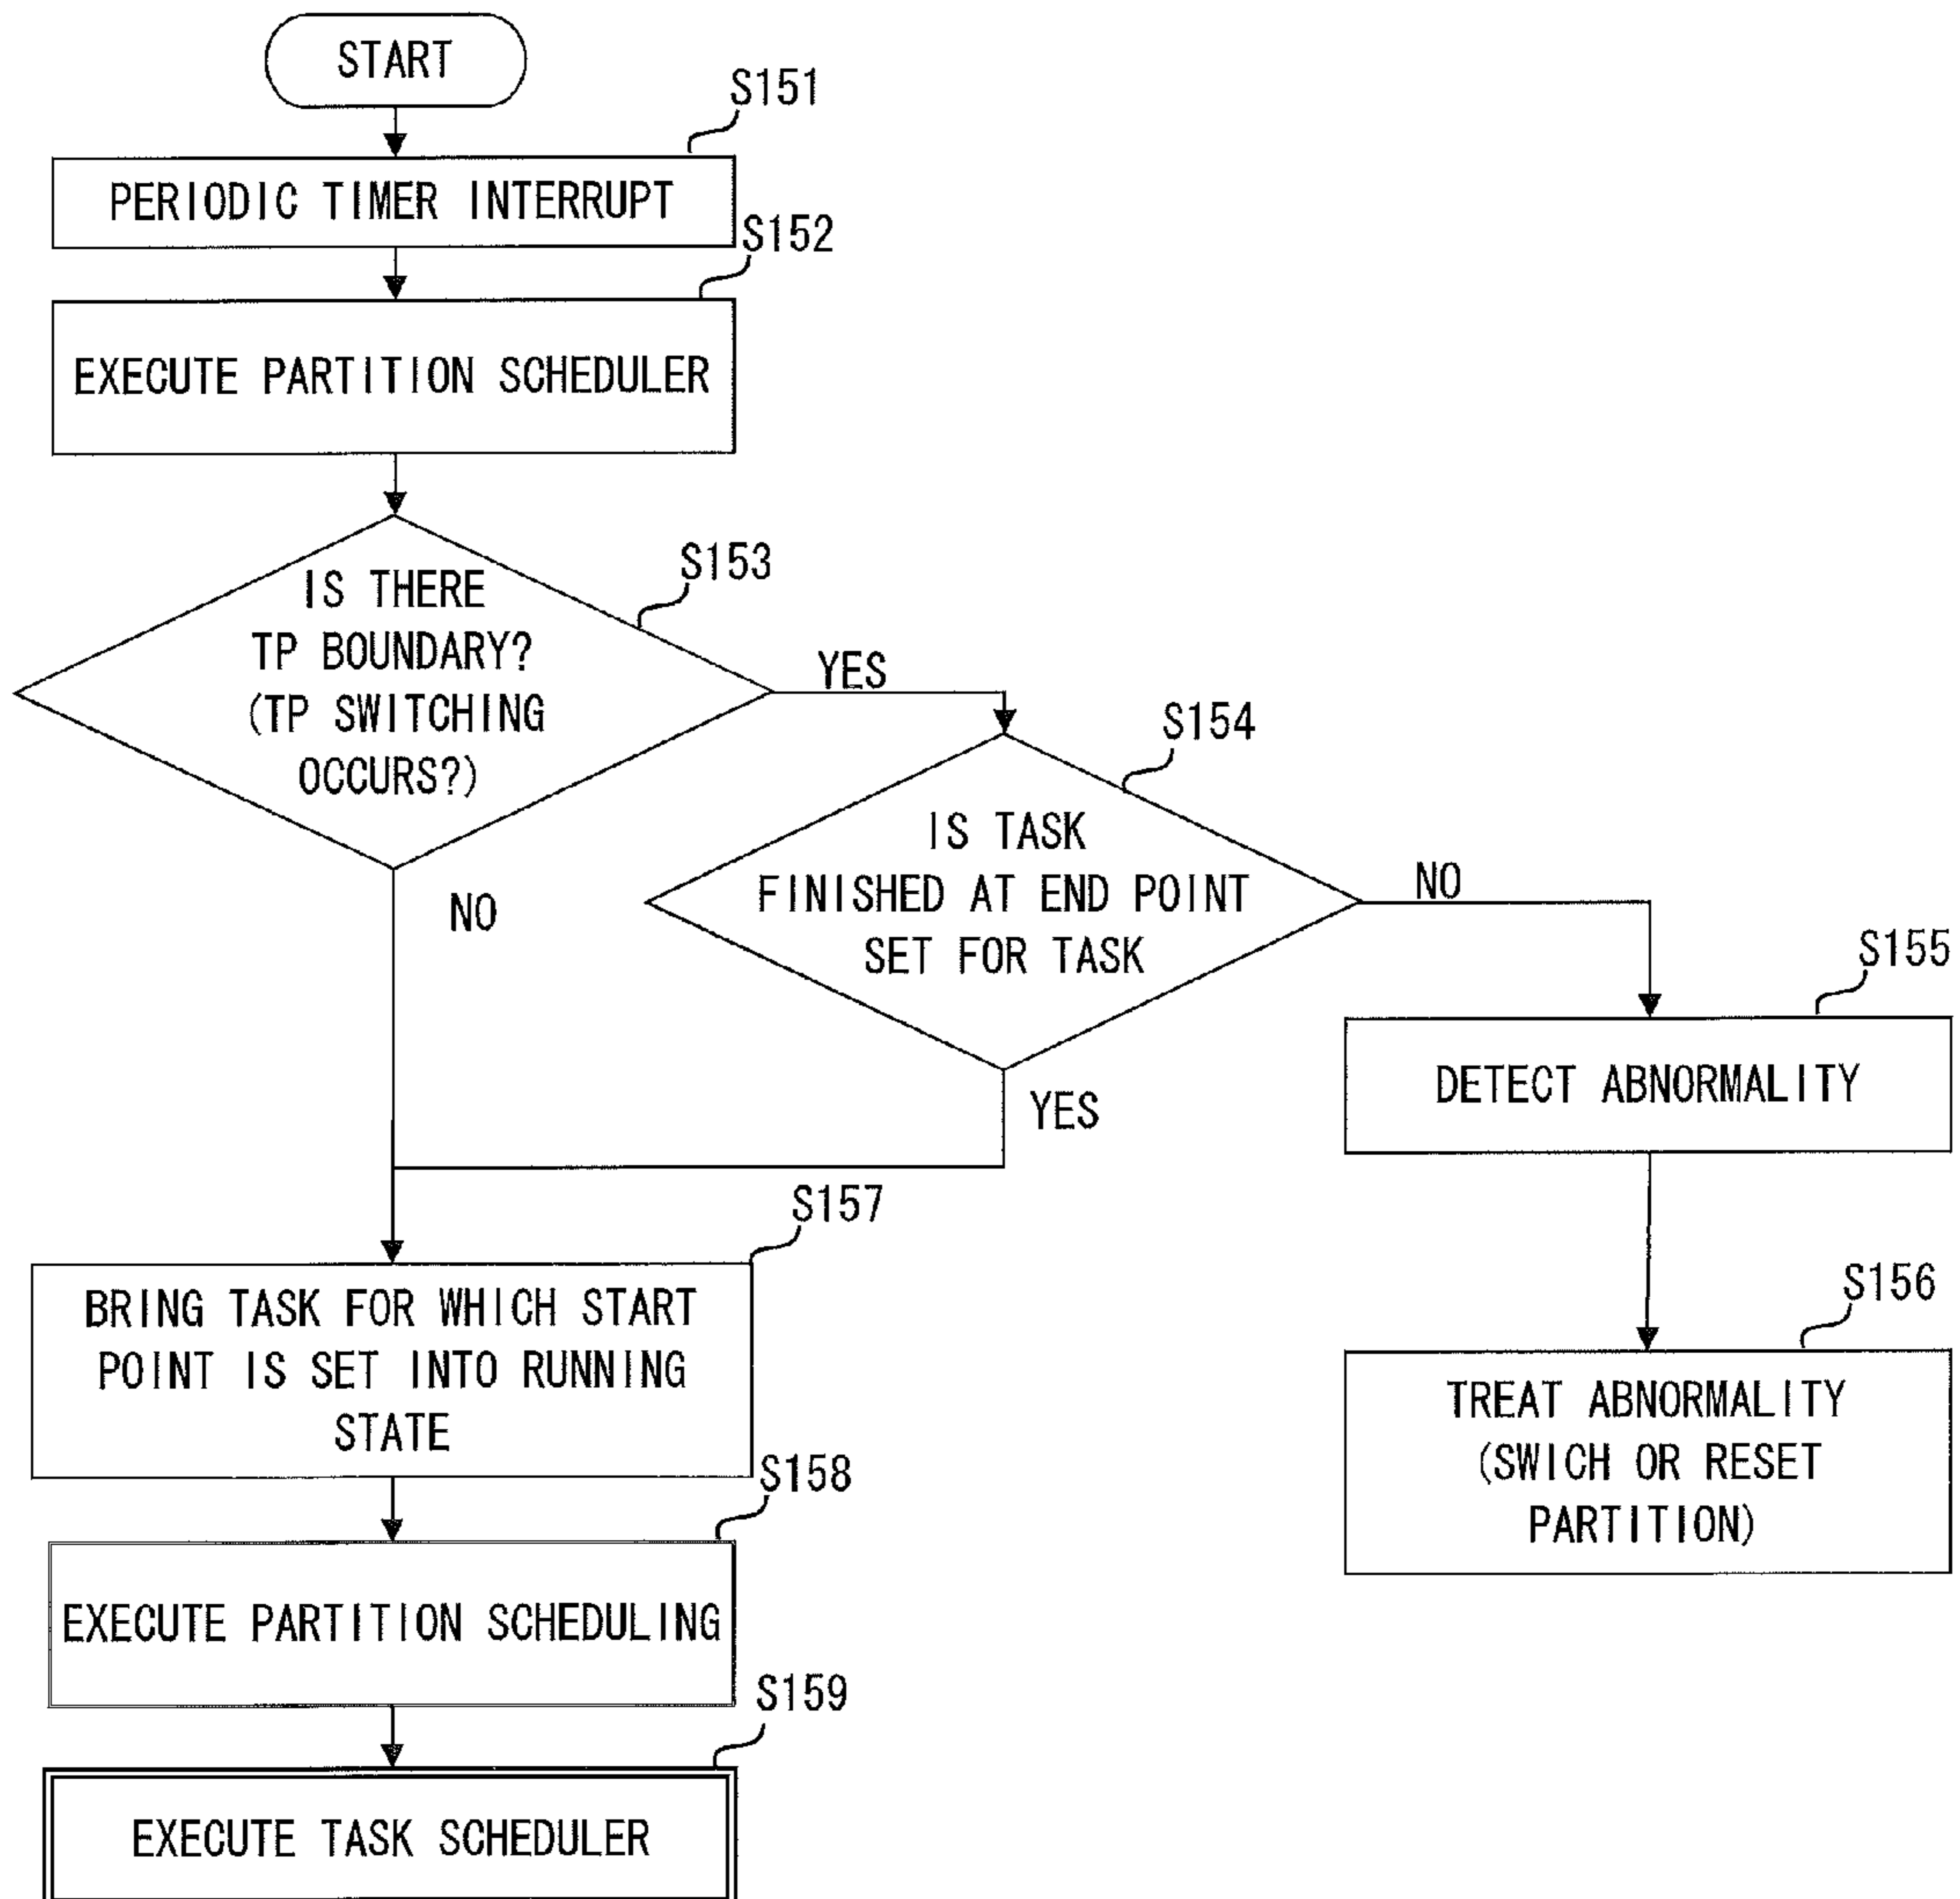 START
S151
PERIODIC TIMER INTERRUPT
S152
EXECUTE PARTITION SCHEDULER
S153
IS THERE
TP BOUNDARY?
(TP SWITCHING
OCCURS?)
YES
NO
S154
IS TASK
FINISHED AT END POINT
SET FOR TASK
NO
YES
S155
DETECT ABNORMALITY
S156
TREAT ABNORMALITY
(SWICH OR RESET
PARTITION)
S157
BRING TASK FOR WHICH START
POINT IS SET INTO RUNNING
STATE
S158
EXECUTE PARTITION SCHEDULING
S159
EXECUTE TASK SCHEDULER